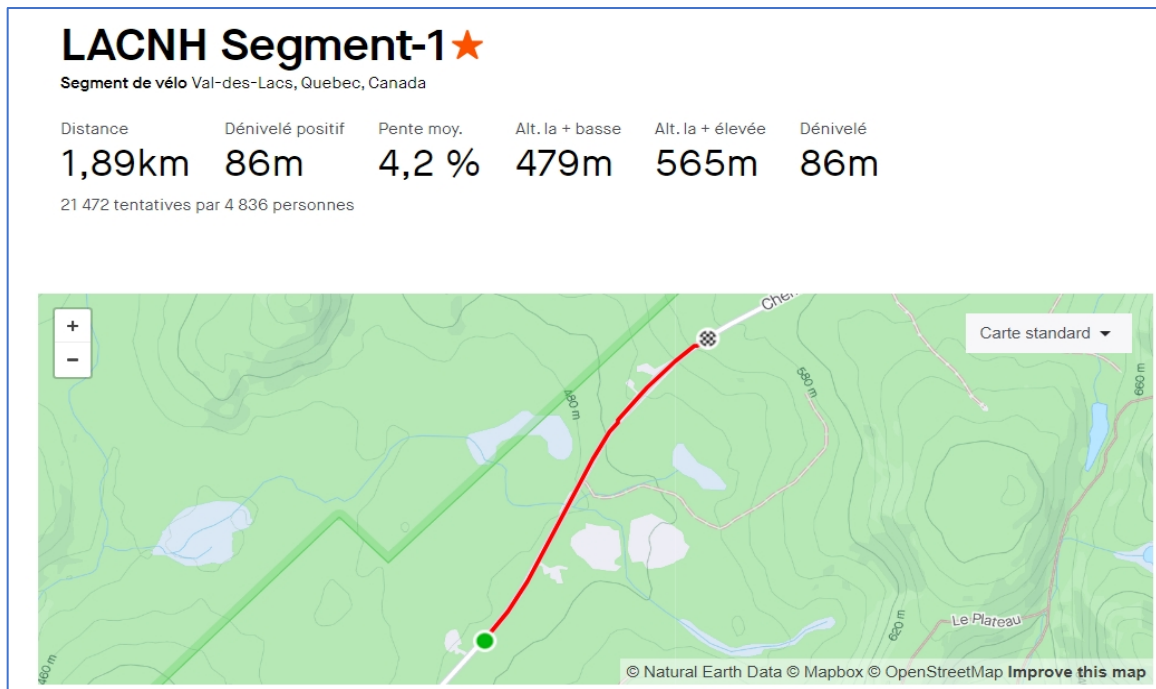 LACNH Segment-1
Segment de vélo Val-des-Lacs, Quebec, Canada
Distance Dénivelé positif Pente moy. Alt. la + basse Alt. la + élevée Dénivelé
1,89km 86m 4,2 % 479m 565m 86m
21 472 tentatives par 4 836 personnes
+
−
Carte standard
480 m
580 m
660 m
620 m
Le Plateau
460 m
© Natural Earth Data © Mapbox © OpenStreetMap Improve this map